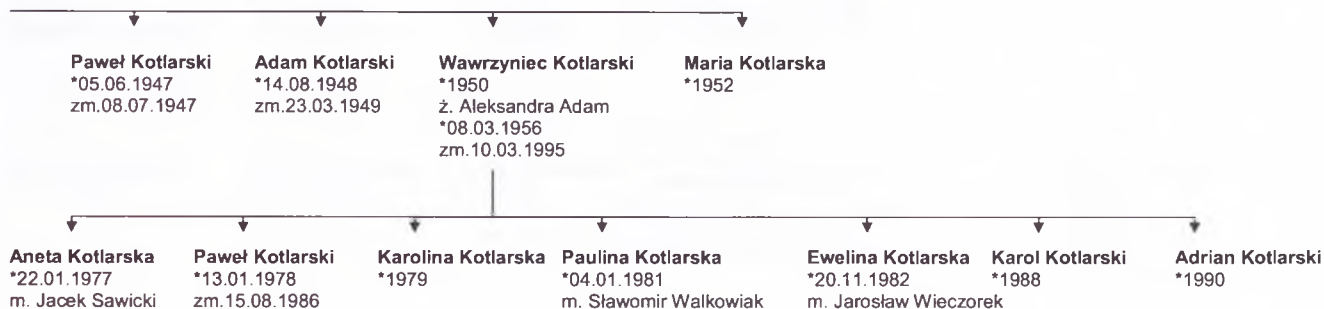 Paweł Kotlarski
*05.06.1947
zm.08.07.1947
Adam Kotlarski
*14.08.1948
zm.23.03.1949
Wawrzyniec Kotlarski
*1950
ż. Aleksandra Adam
*08.03.1956
zm.10.03.1995
Maria Kotlarska
*1952
Aneta Kotlarska
*22.01.1977
m. Jacek Sawicki
Paweł Kotlarski
*13.01.1978
zm.15.08.1986
Karolina Kotlarska
*1979
Paulina Kotlarska
*04.01.1981
m. Sławomir Walkowiak
Ewelina Kotlarska
*20.11.1982
m. Jarosław Wieczorek
Karol Kotlarski
*1988
Adrian Kotlarski
*1990